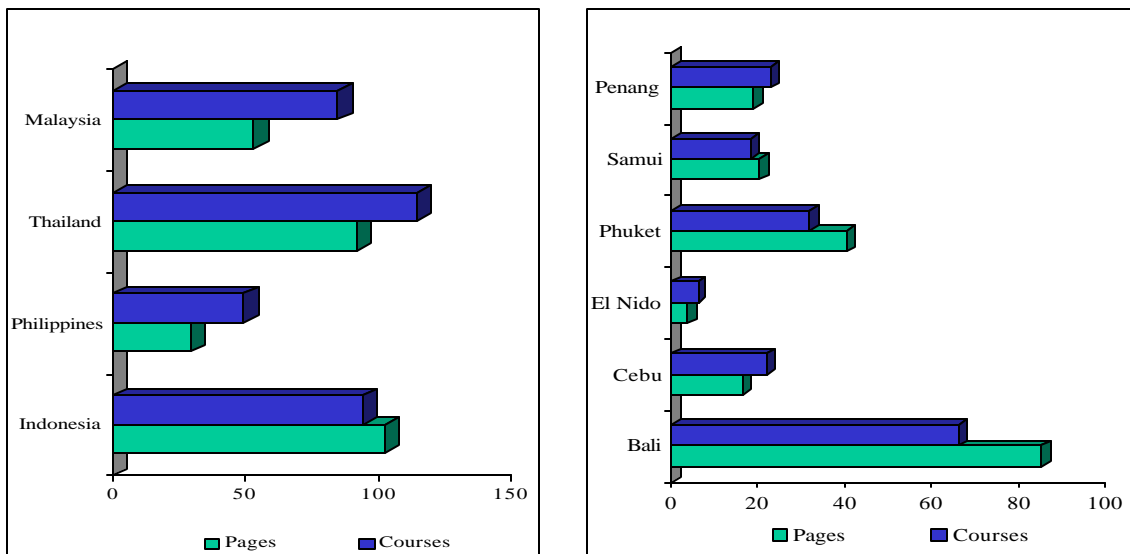 Malaysia
Thailand
Philippines
Indonesia
0 50 100 150
Pages Courses
Penang
Samui
Phuket
El Nido
Cebu
Bali
0 20 40 60 80 100
Pages Courses